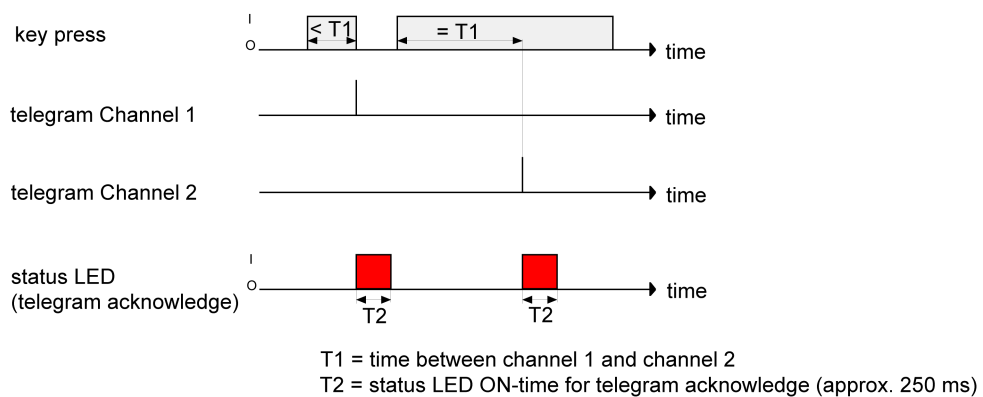 I
key press
< T1
= T1
O
time
telegram Channel 1
time
telegram Channel 2
time
I
status LED
O
(telegram acknowledge)
time
T2
T2
T1 = time between channel 1 and channel 2
T2 = status LED ON-time for telegram acknowledge (approx. 250 ms)